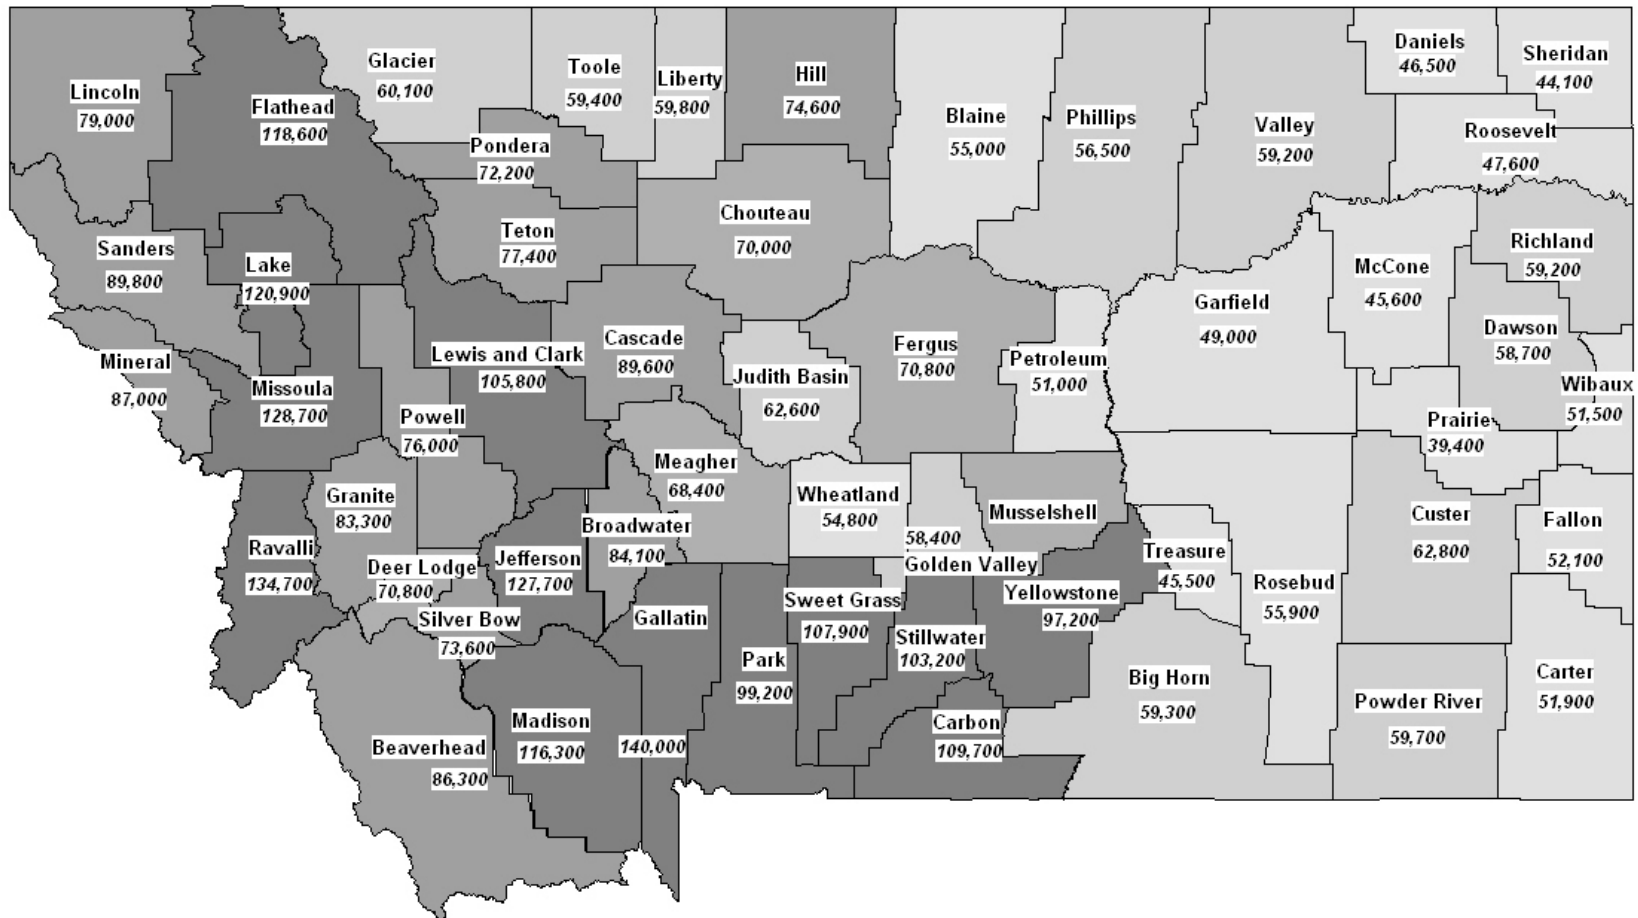 Daniels
46,500
Sheridan
44,100
Glacier
60,100
Toole
59,400
Liberty
59,800
Hill
74,600
Lincoln
79,000
Flathead
118,600
Blaine
55,000
Phillips
56,500
Valley
59,200
Roosevelt
47,600
Pondera
72,200
Teton
77,400
Chouteau
70,000
Sanders
89,800
Lake
120,900
Richland
59,200
McCone
45,600
Garfield
49,000
Dawson
58,700
Mineral
87,000
Missoula
128,700
Lewis and Clark
105,800
Cascade
89,600
Judith Basin
62,600
Fergus
70,800
Petroleum
51,000
Wibaux
51,500
Powell
76,000
Prairie
39,400
Meagher
68,400
Granite
83,300
Wheatland
54,800
Musselshell
58,400
Golden Valley
Custer
62,800
Fallon
52,100
Ravalli
134,700
Deer Lodge
70,800
Jefferson
127,700
Broadwater
84,100
Treasure
45,500
Rosebud
55,900
Silver Bow
73,600
Gallatin
140,000
Sweet Grass
107,900
Yellowstone
97,200
Stillwater
103,200
Park
99,200
Big Horn
59,300
Carter
51,900
Powder River
59,700
Beaverhead
86,300
Madison
116,300
Carbon
109,700